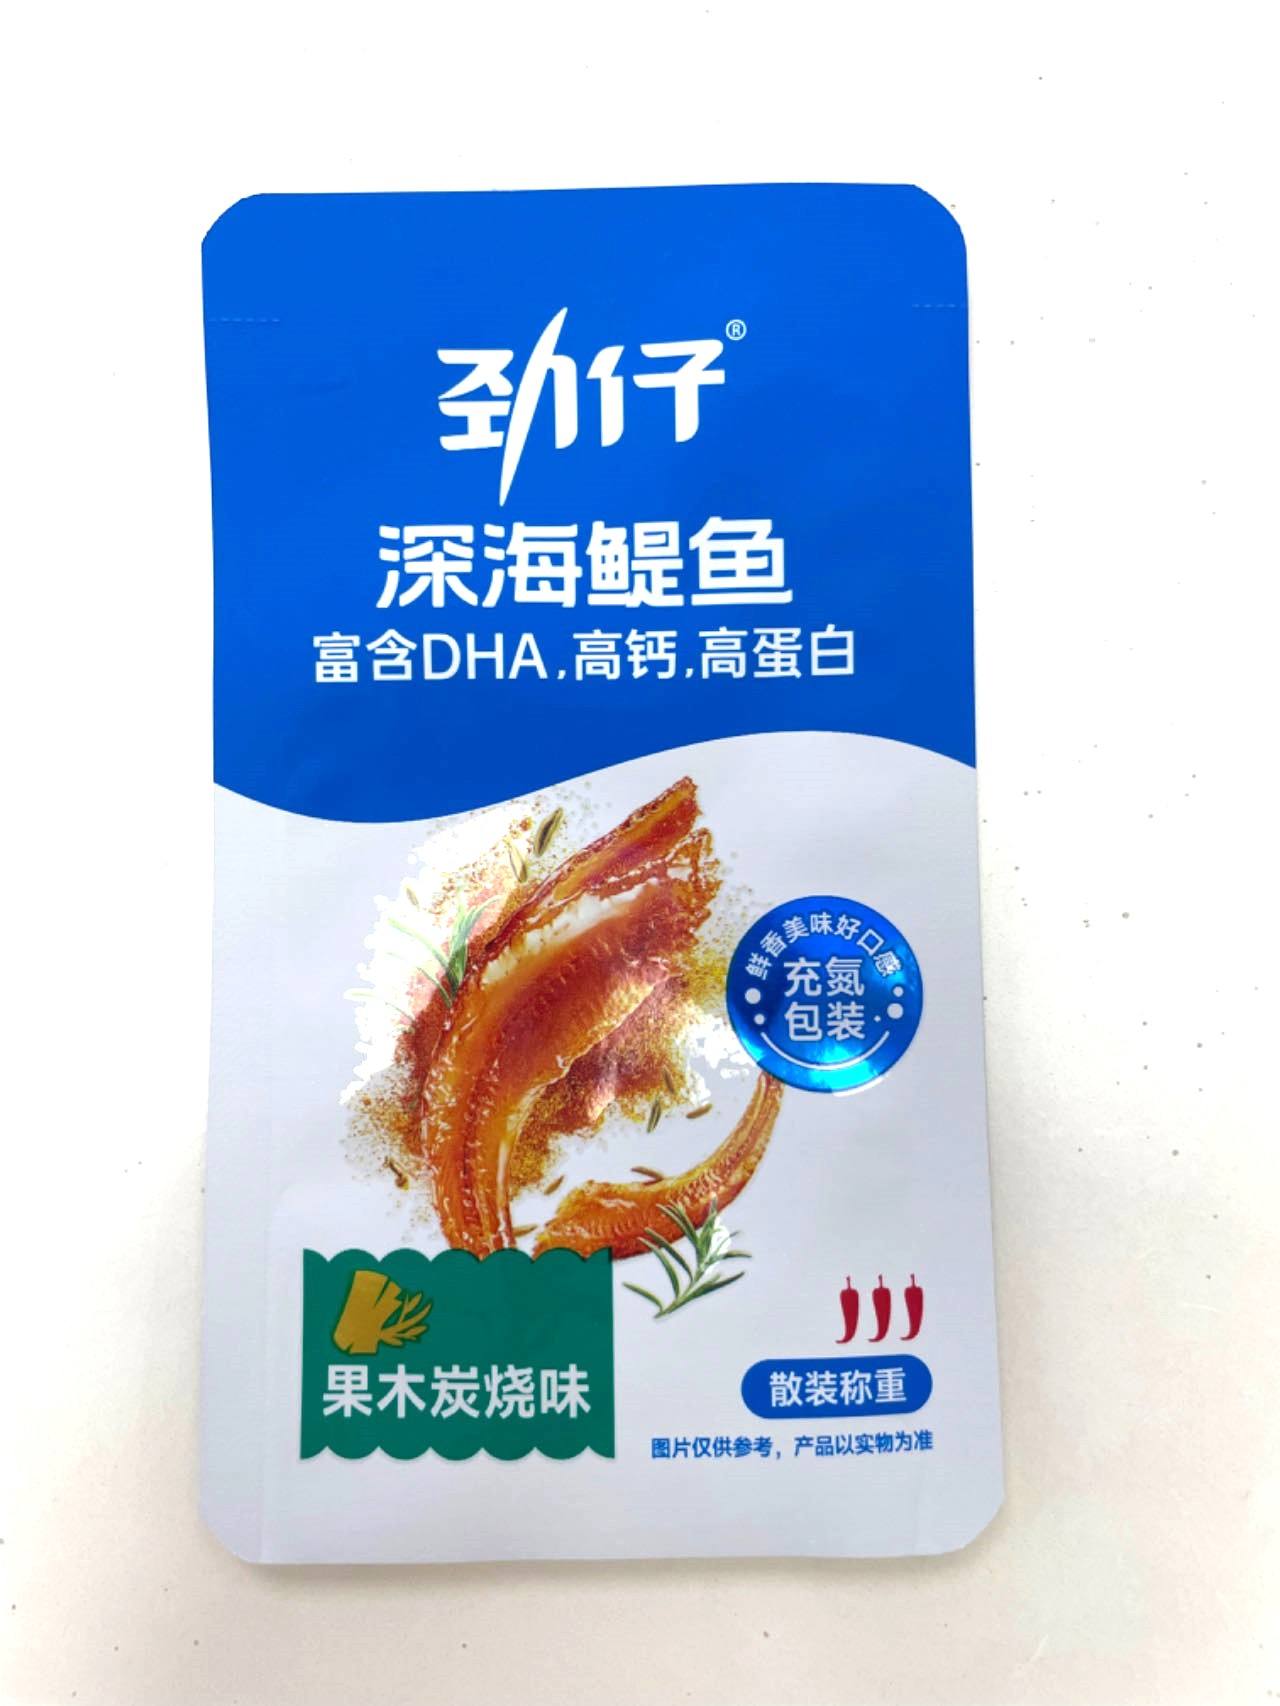 劲仔®
深海鳀鱼
富含DHA,高钙,高蛋白
鲜香美味好口感
充氮
包装
果木炭烧味
散装称重
图片仅供参考，产品以实物为准